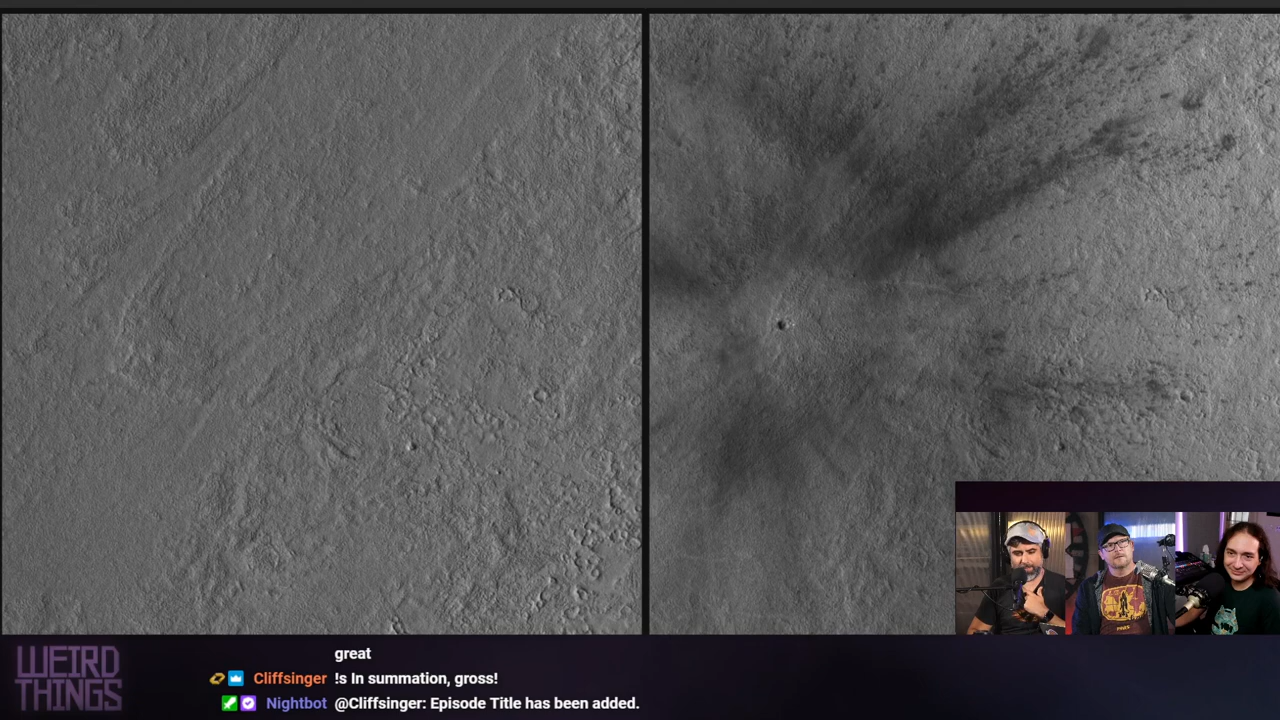 great
Cliffsinger !s In summation, gross!
Nightbot @Cliffsinger: Episode Title has been added.
WEIRD
THINGS